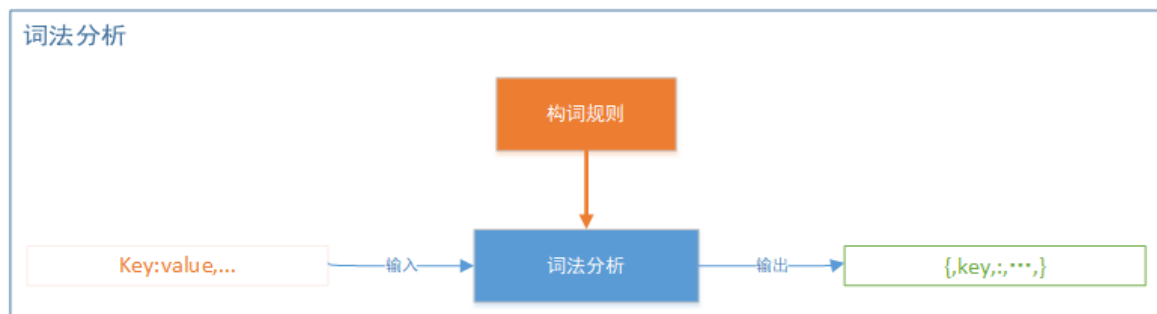 词法分析
构词规则
Key:value,...
输入
词法分析
输出
{,key,:,···,}